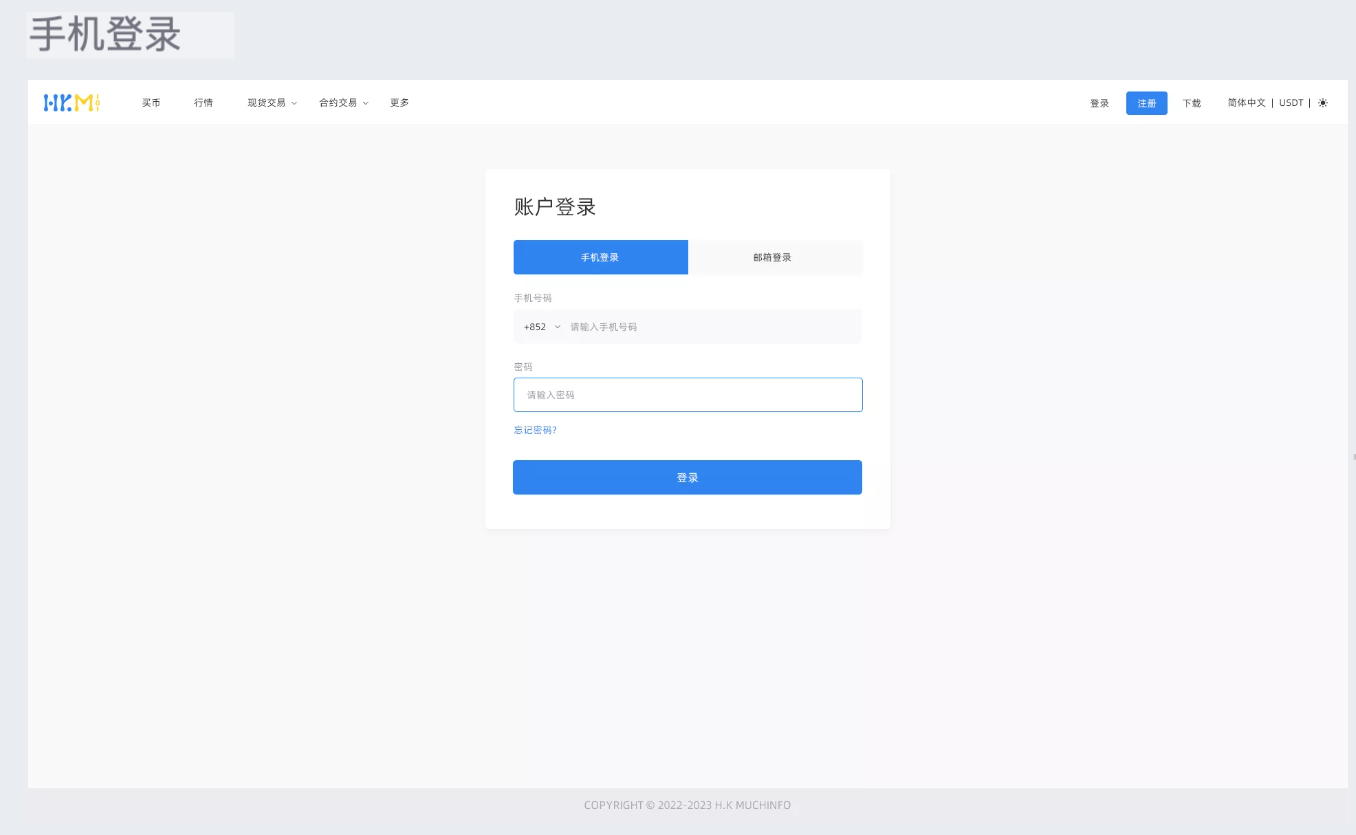 手机登录
HKM 买币 行情 现货交易 合约交易 更多 登录 注册 下载 简体中文 | USDT |
账户登录
手机登录 邮箱登录
手机号码
+852 请输入手机号码
密码
请输入密码
忘记密码?
登录
COPYRIGHT © 2022-2023 H.K MUCHINFO